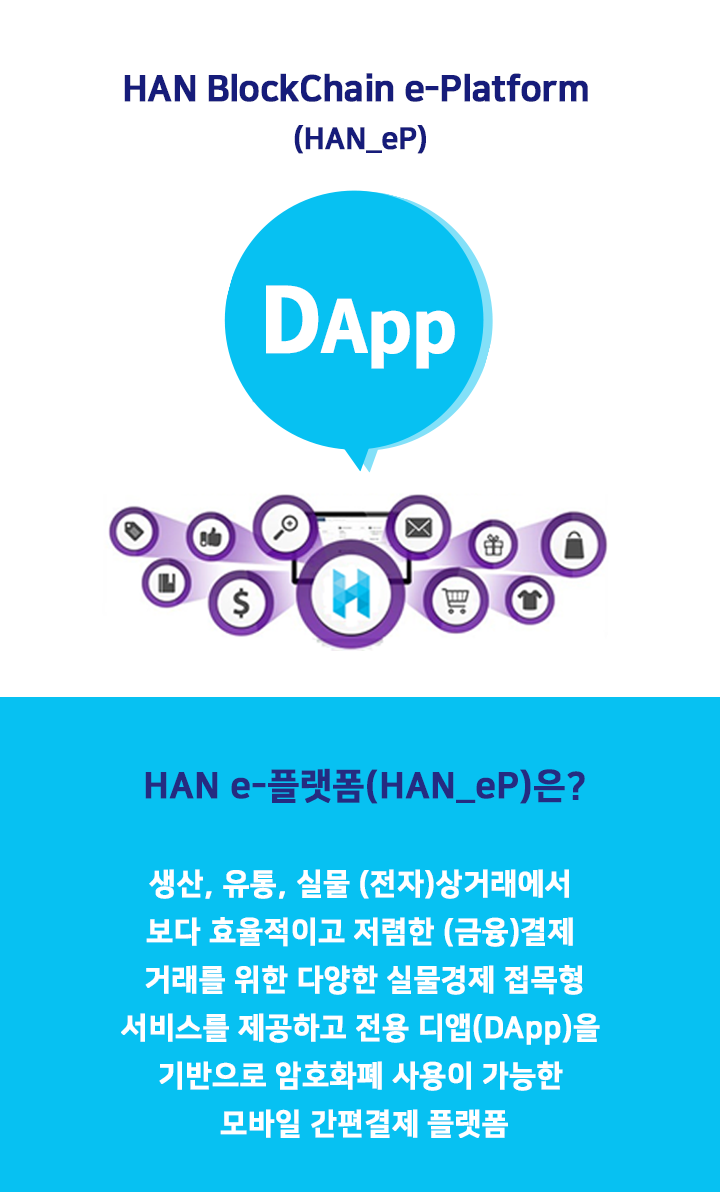 HAN BlockChain e-Platform
(HAN_eP)
DApp
HAN e-플랫폼(HAN_eP)은?
생산, 유통, 실물 (전자)상거래에서
보다 효율적이고 저렴한 (금융)결제
거래를 위한 다양한 실물경제 접목형
서비스를 제공하고 전용 디앱(DApp)을
기반으로 암호화폐 사용이 가능한
모바일 간편결제 플랫폼